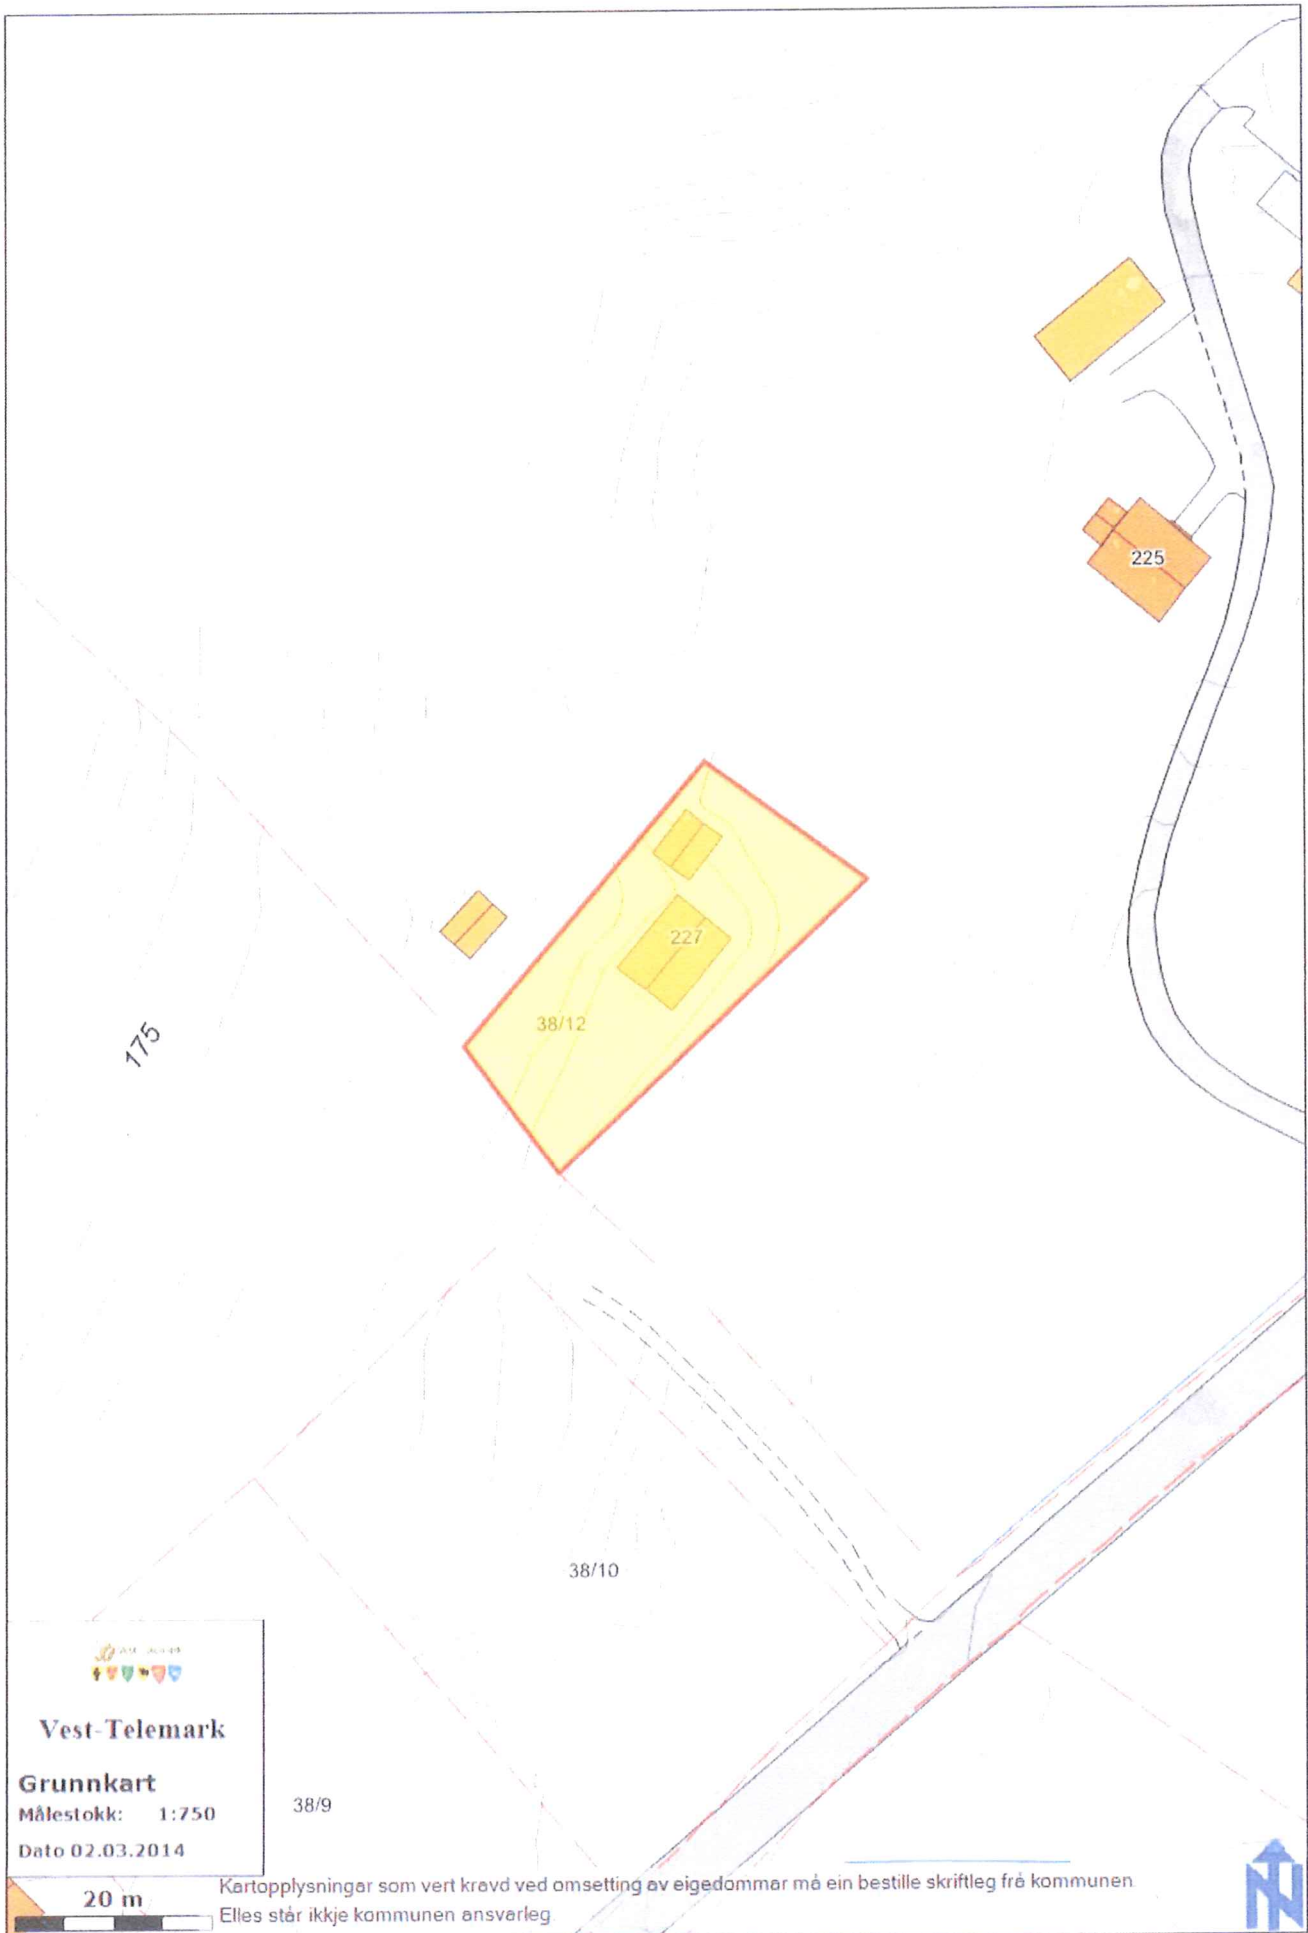 225
227
38/12
175
38/10
Vest-Telemark
Grunnkart
Målestokk: 1:750
Dato 02.03.2014
38/9
20 m
Kartopplysningar som vert kravd ved omsetting av eigedommar må ein bestille skriftleg frå kommunen
Elles står ikkje kommunen ansvarleg
N